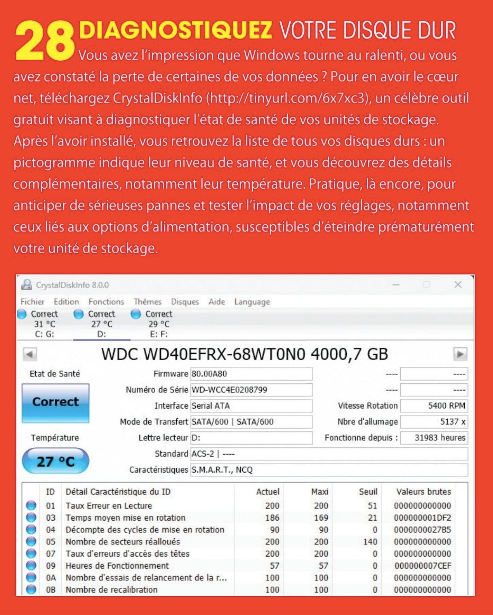 28 DIAGNOSTIQUEZ VOTRE DISQUE DUR
Vous avez l'impression que Windows tourne au ralenti, ou vous
avez constaté la perte de certaines de vos données ? Pour en avoir le cœur
net, téléchargez CrystalDiskInfo (http://tinyurl.com/6x7xc3), un célèbre outil
gratuit visant à diagnostiquer l'état de santé de vos unités de stockage.
Après l'avoir installé, vous retrouvez la liste de tous vos disques durs : un
pictogramme indique leur niveau de santé, et vous découvrez des détails
complémentaires, notamment leur température. Pratique, là encore, pour
anticiper de sérieuses pannes et tester l'impact de vos réglages, notamment
ceux liés aux options d'alimentation, susceptibles d'éteindre prématurément
votre unité de stockage.
CrystalDiskInfo 8.0.0
Fichier Edition Fonctions Thèmes Disques Aide Language
Correct Correct Correct
31 °C 27 °C 29 °C
C: G: D: E: F:
WDC WD40EFRX-68WT0N0 4000,7 GB
Etat de Santé Firmware 80.00A80 ---- ----
Numéro de Série WD-WCC4E0208799 ---- ----
Correct Interface Serial ATA Vitesse Rotation 5400 RPM
Mode de Transfert SATA/600 | SATA/600 Nbre d'allumage 5137 x
Température Lettre lecteur D: Fonctionne depuis : 31983 heures
27 °C Standard ACS-2 | ----
Caractéristiques S.M.A.R.T., NCQ
ID Détail Caractéristique du ID Actuel Maxi Seuil Valeurs brutes
01 Taux Erreur en Lecture 200 200 51 000000000000
03 Temps moyen mise en rotation 186 169 21 000000001DF2
04 Décompte des cycles de mise en rotation 90 90 0 0000000027B5
05 Nombre de secteurs réalloués 200 200 140 000000000000
07 Taux d'erreurs d'accès des têtes 200 200 0 000000000000
09 Heures de Fonctionnement 57 57 0 000000007CEF
0A Nombre d'essais de relancement de la r... 100 100 0 000000000000
0B Nombre de recalibration 100 100 0 000000000000